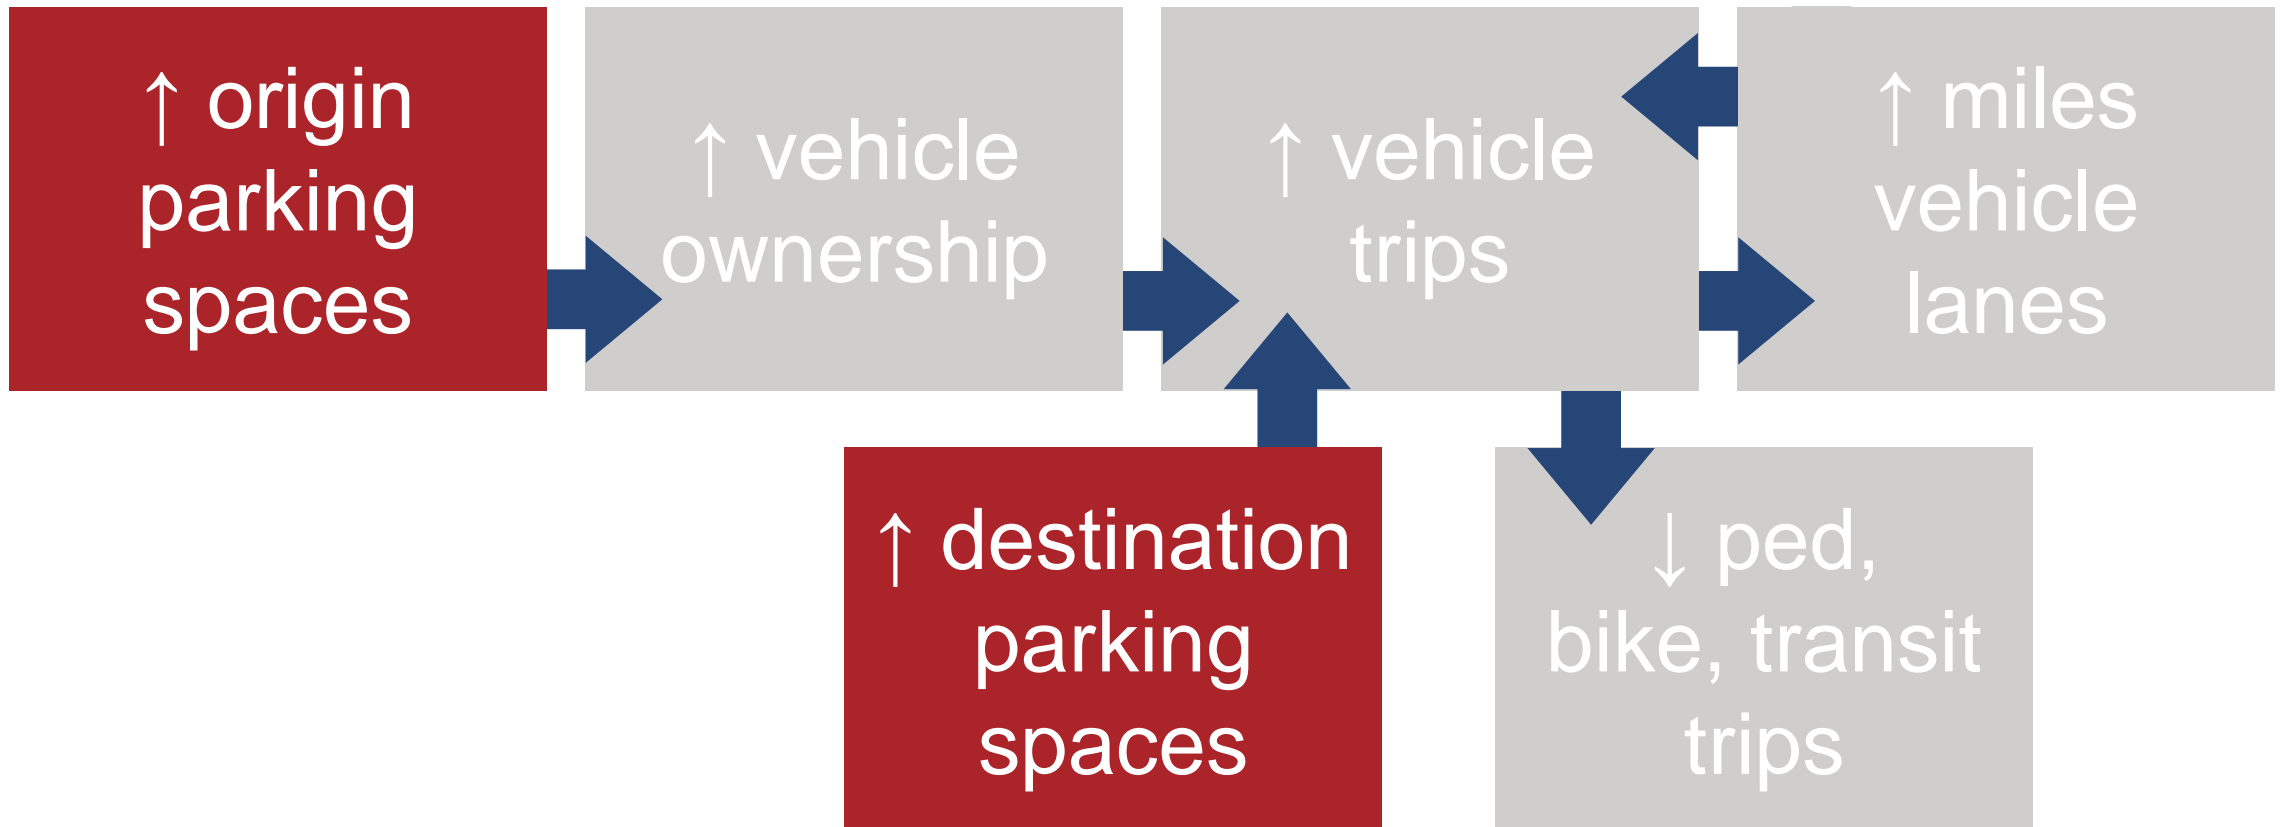 ↑ origin
parking
spaces
↑ vehicle
ownership
↑ vehicle
trips
↑ miles
vehicle
lanes
↑ destination
parking
spaces
↓ ped,
bike, transit
trips